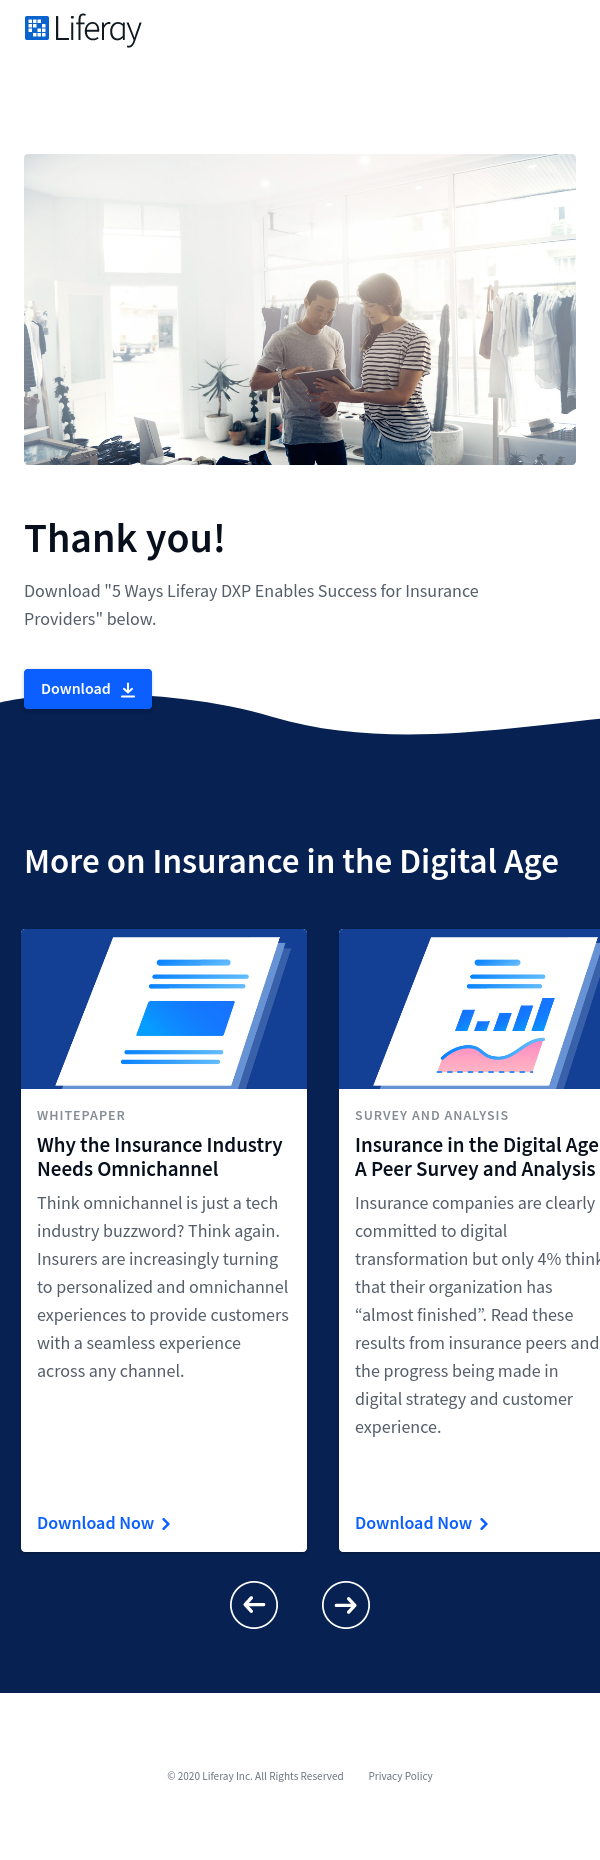 Liferay
Thank you!
Download "5 Ways Liferay DXP Enables Success for Insurance
Providers" below.
Download
More on Insurance in the Digital Age
WHITEPAPER
Why the Insurance Industry
Needs Omnichannel
Think omnichannel is just a tech
industry buzzword? Think again.
Insurers are increasingly turning
to personalized and omnichannel
experiences to provide customers
with a seamless experience
across any channel.
Download Now
SURVEY AND ANALYSIS
Insurance in the Digital Age
A Peer Survey and Analysis
Insurance companies are clearly
committed to digital
transformation but only 4% think
that their organization has
“almost finished”. Read these
results from insurance peers and
the progress being made in
digital strategy and customer
experience.
Download Now
© 2020 Liferay Inc. All Rights Reserved
Privacy Policy